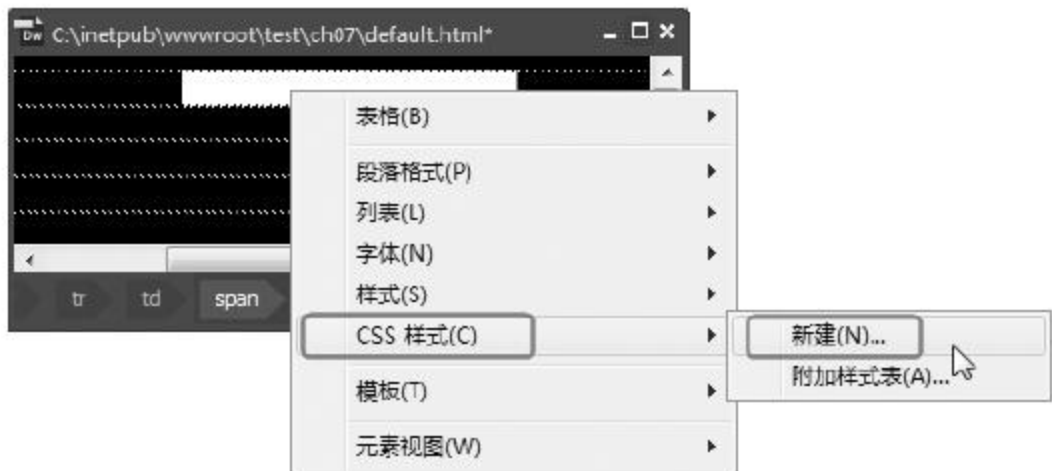 Dw C:\inetpub\wwwroot\test\ch07\default.html*
表格(B)
段落格式(P)
列表(L)
字体(N)
样式(S)
tr td span
CSS 样式(C)
新建(N)...
附加样式表(A)...
模板(T)
元素视图(W)